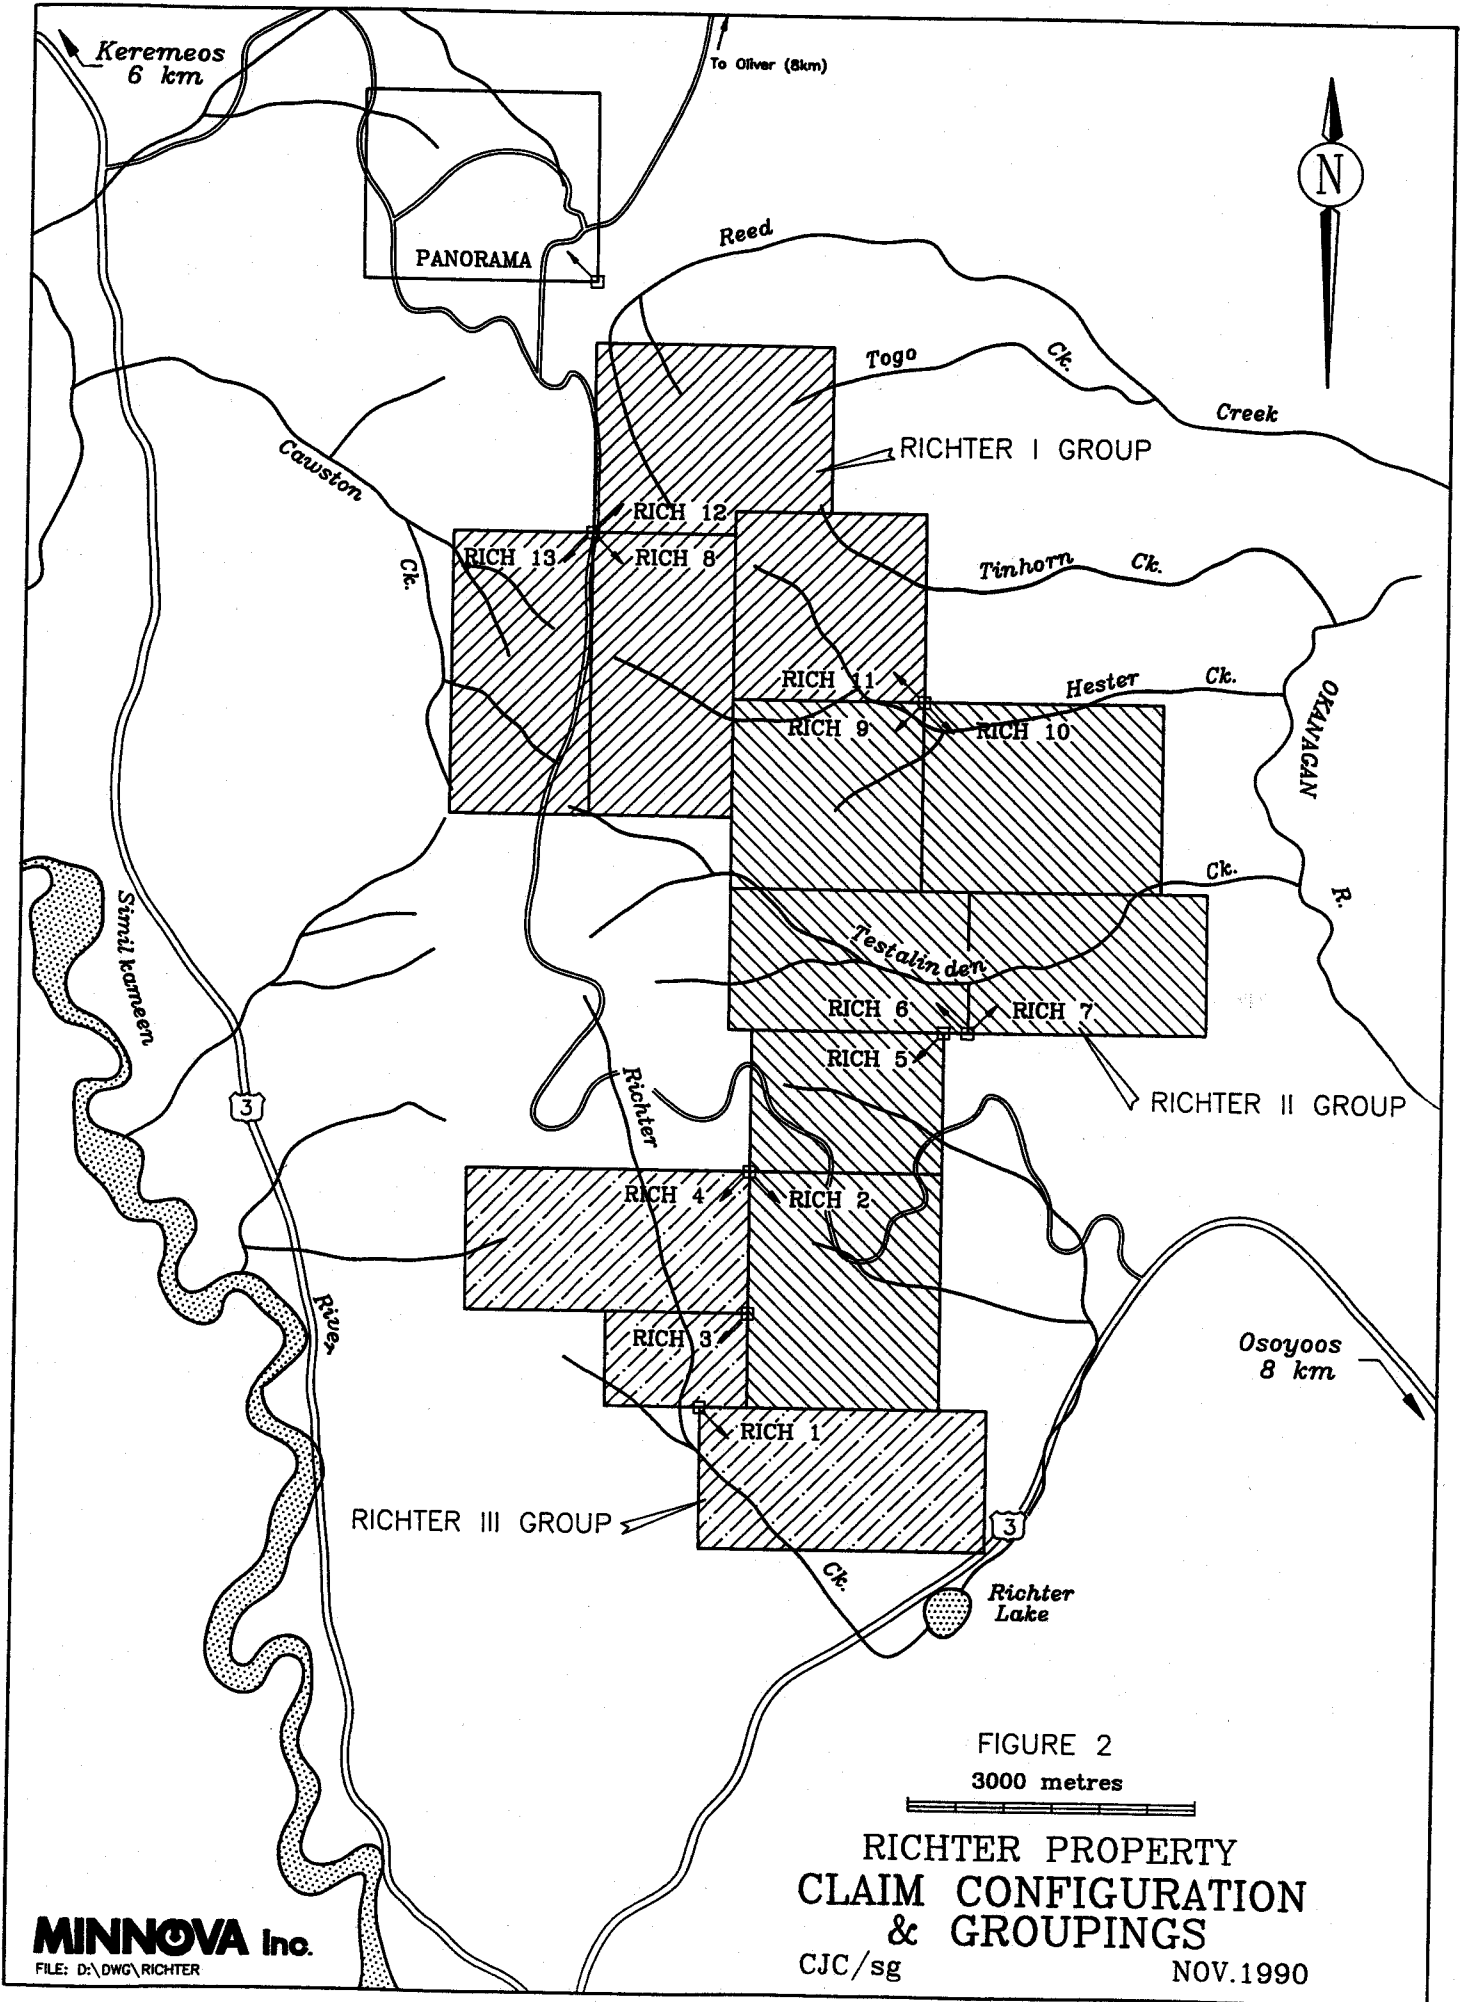 Keremeos
6 km
To Oliver (8km)
N
PANORAMA
Reed
Togo
Ck.
Creek
RICHTER I GROUP
Cawston
Ck.
RICH 12
RICH 13
RICH 8
Tinhorn Ck.
RICH 11
Hester Ck.
RICH 9
RICH 10
OKANAGAN
R.
Ck.
Testalinden
Similkameen
RICH 6
RICH 7
RICH 5
RICHTER II GROUP
3
Richter
RICH 4
RICH 2
River
RICH 3
Osoyoos
8 km
RICH 1
RICHTER III GROUP
3
Ck.
Richter
Lake
FIGURE 2
3000 metres
RICHTER PROPERTY
CLAIM CONFIGURATION
& GROUPINGS
CJC/sg NOV.1990
MINNOVA inc.
FILE: D:\DWG\RICHTER